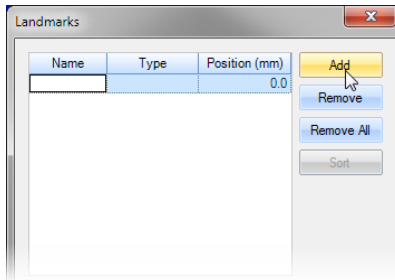 Landmarks
Name Type Position (mm) Add
0.0
Remove
Remove All
Sort